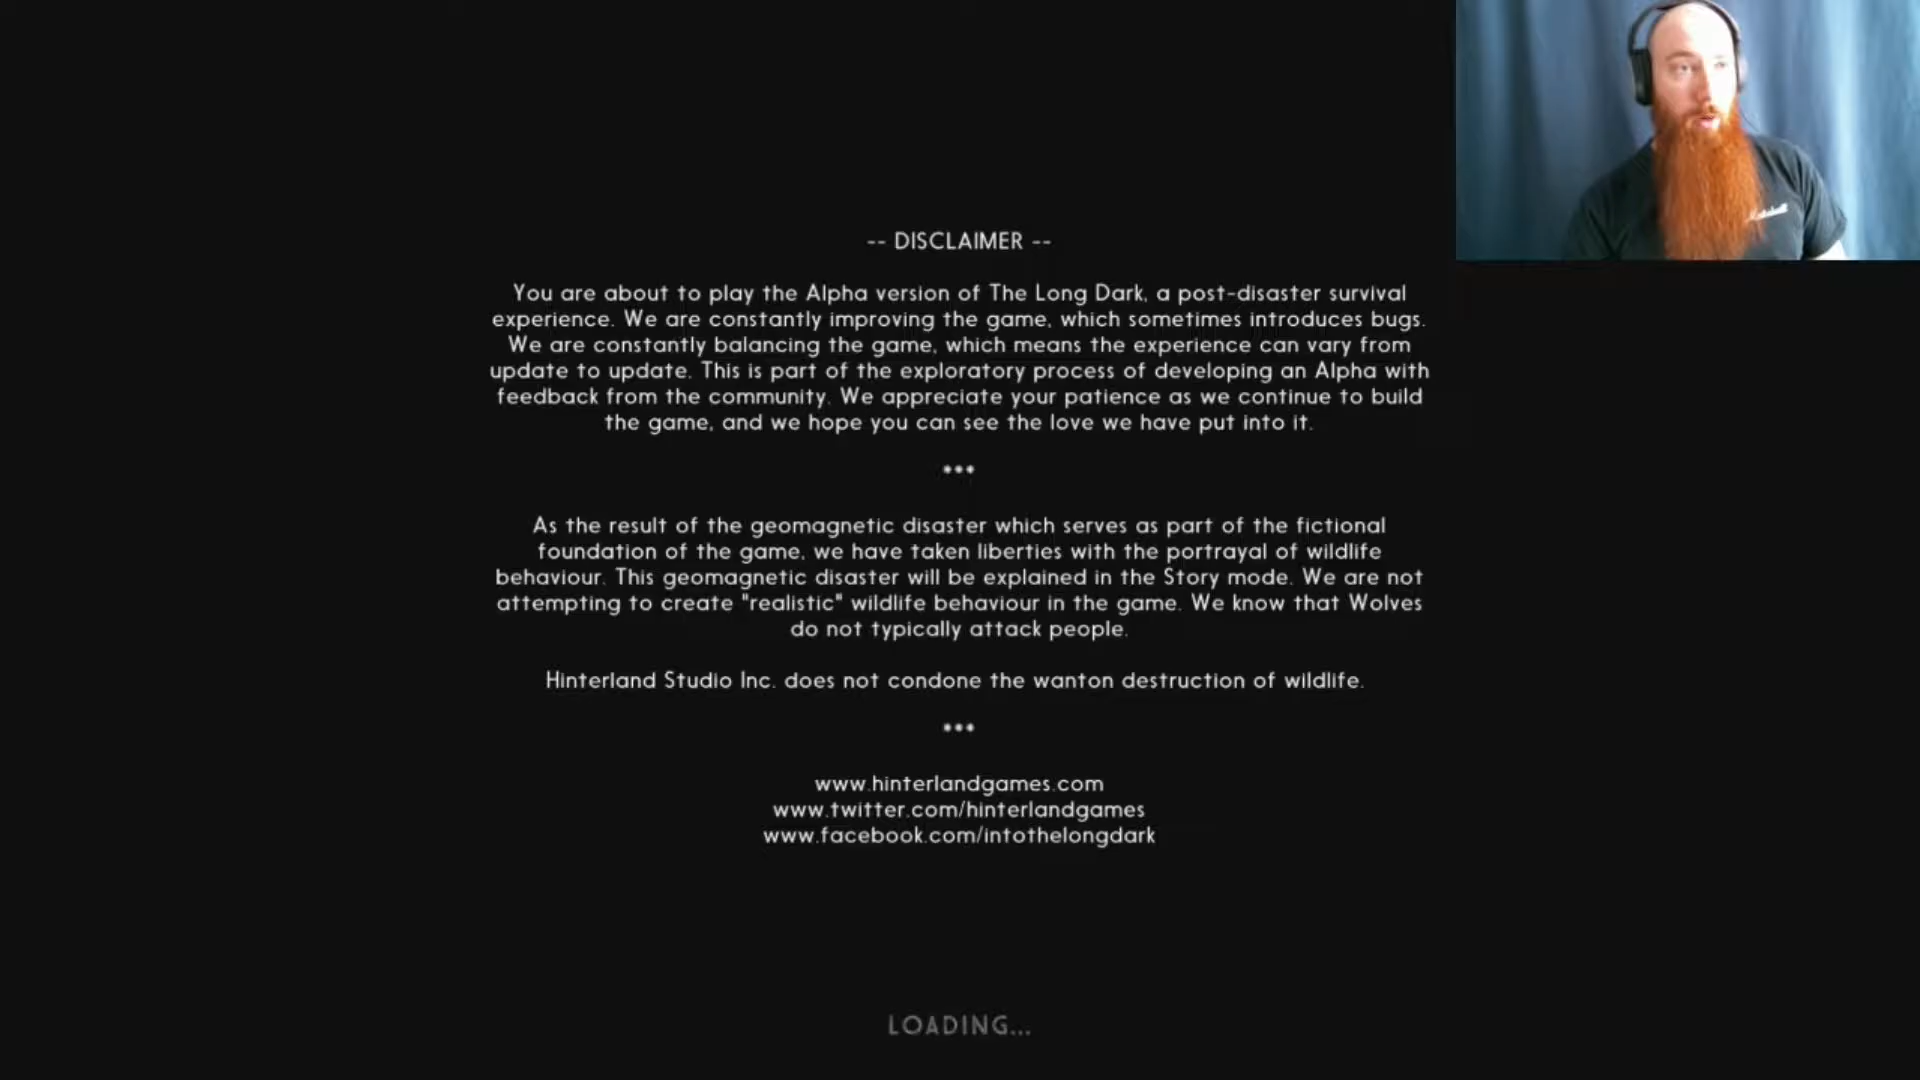 -- DISCLAIMER --
You are about to play the Alpha version of The Long Dark, a post-disaster survival
experience. We are constantly improving the game, which sometimes introduces bugs.
We are constantly balancing the game, which means the experience can vary from
update to update. This is part of the exploratory process of developing an Alpha with
feedback from the community. We appreciate your patience as we continue to build
the game, and we hope you can see the love we have put into it.
***
As the result of the geomagnetic disaster which serves as part of the fictional
foundation of the game, we have taken liberties with the portrayal of wildlife
behaviour. This geomagnetic disaster will be explained in the Story mode. We are not
attempting to create "realistic" wildlife behaviour in the game. We know that Wolves
do not typically attack people.
Hinterland Studio Inc. does not condone the wanton destruction of wildlife.
***
www.hinterlandgames.com
www.twitter.com/hinterlandgames
www.facebook.com/intothelongdark
LOADING...